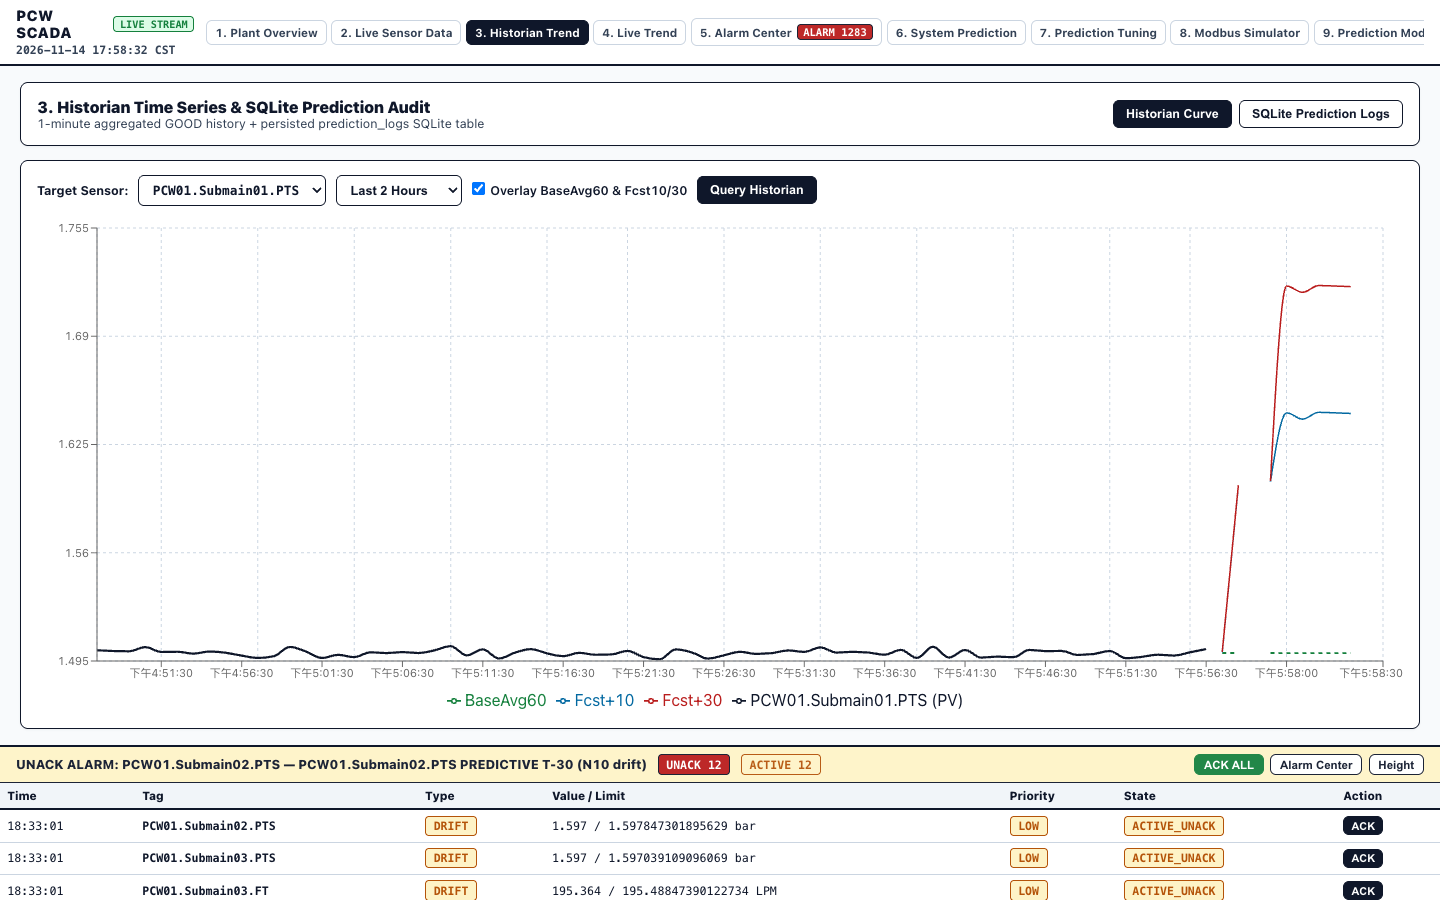 PCW SCADA
LIVE STREAM
2026-11-14 17:58:32 CST
1. Plant Overview
2. Live Sensor Data
3. Historian Trend
4. Live Trend
5. Alarm Center ALARM 1283
6. System Prediction
7. Prediction Tuning
8. Modbus Simulator
9. Prediction Mod
3. Historian Time Series & SQLite Prediction Audit
1-minute aggregated GOOD history + persisted prediction_logs SQLite table
Historian Curve
SQLite Prediction Logs
Target Sensor: PCW01.Submain01.PTS Last 2 Hours Overlay BaseAvg60 & Fcst10/30 Query Historian
1.755
1.69
1.625
1.56
1.495
下午4:51:30 下午4:56:30 下午5:01:30 下午5:06:30 下午5:11:30 下午5:16:30 下午5:21:30 下午5:26:30 下午5:31:30 下午5:36:30 下午5:41:30 下午5:46:30 下午5:51:30 下午5:56:30 下午5:58:00 下午5:58:30
BaseAvg60 Fcst+10 Fcst+30 PCW01.Submain01.PTS (PV)
UNACK ALARM: PCW01.Submain02.PTS — PCW01.Submain02.PTS PREDICTIVE T-30 (N10 drift) UNACK 12 ACTIVE 12 ACK ALL Alarm Center Height
Time Tag Type Value / Limit Priority State Action
18:33:01 PCW01.Submain02.PTS DRIFT 1.597 / 1.597847301895629 bar LOW ACTIVE_UNACK ACK
18:33:01 PCW01.Submain03.PTS DRIFT 1.597 / 1.597039109096069 bar LOW ACTIVE_UNACK ACK
18:33:01 PCW01.Submain03.FT DRIFT 195.364 / 195.48847390122734 LPM LOW ACTIVE_UNACK ACK